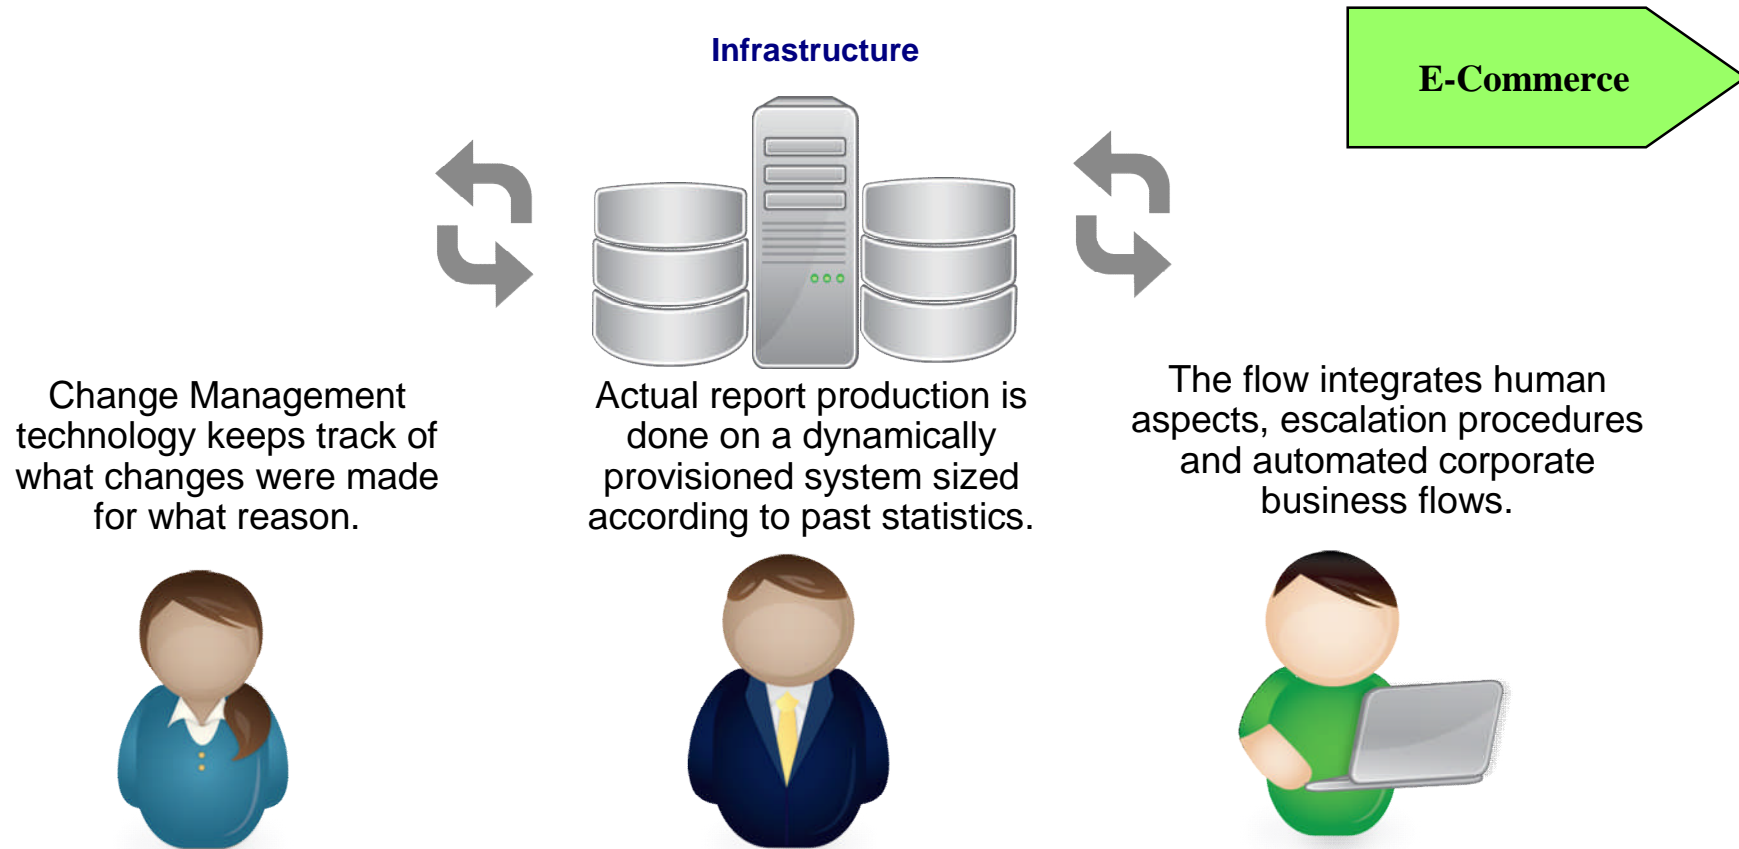 Infrastructure
E-Commerce
Change Management
technology keeps track of
what changes were made
for what reason.
Actual report production is
done on a dynamically
provisioned system sized
according to past statistics.
The flow integrates human
aspects, escalation procedures
and automated corporate
business flows.